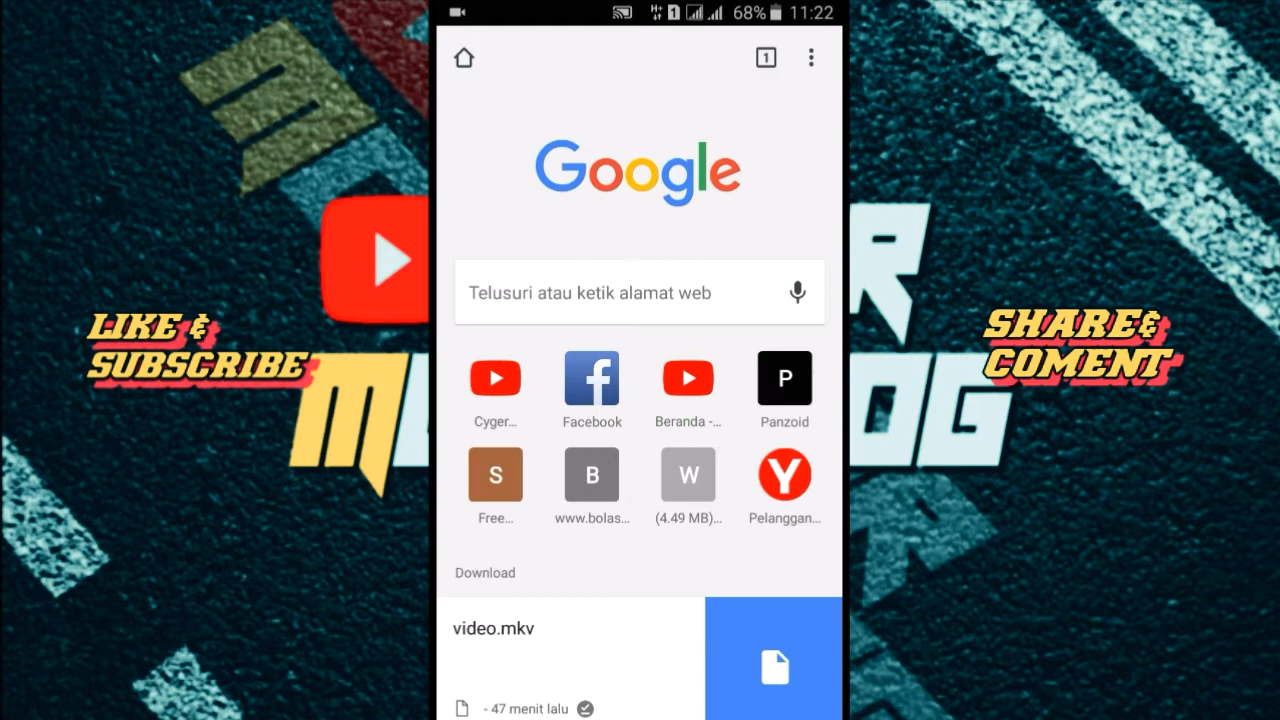 68% 11:22
1
Google
Telusuri atau ketik alamat web
LIKE &
SUBSCRIBE
SHARE&
COMENT
Cyger... Facebook Beranda -... P Panzoid
S Free... B www.bolas... W (4.49 MB)... Y Pelanggan...
Download
video.mkv
- 47 menit lalu